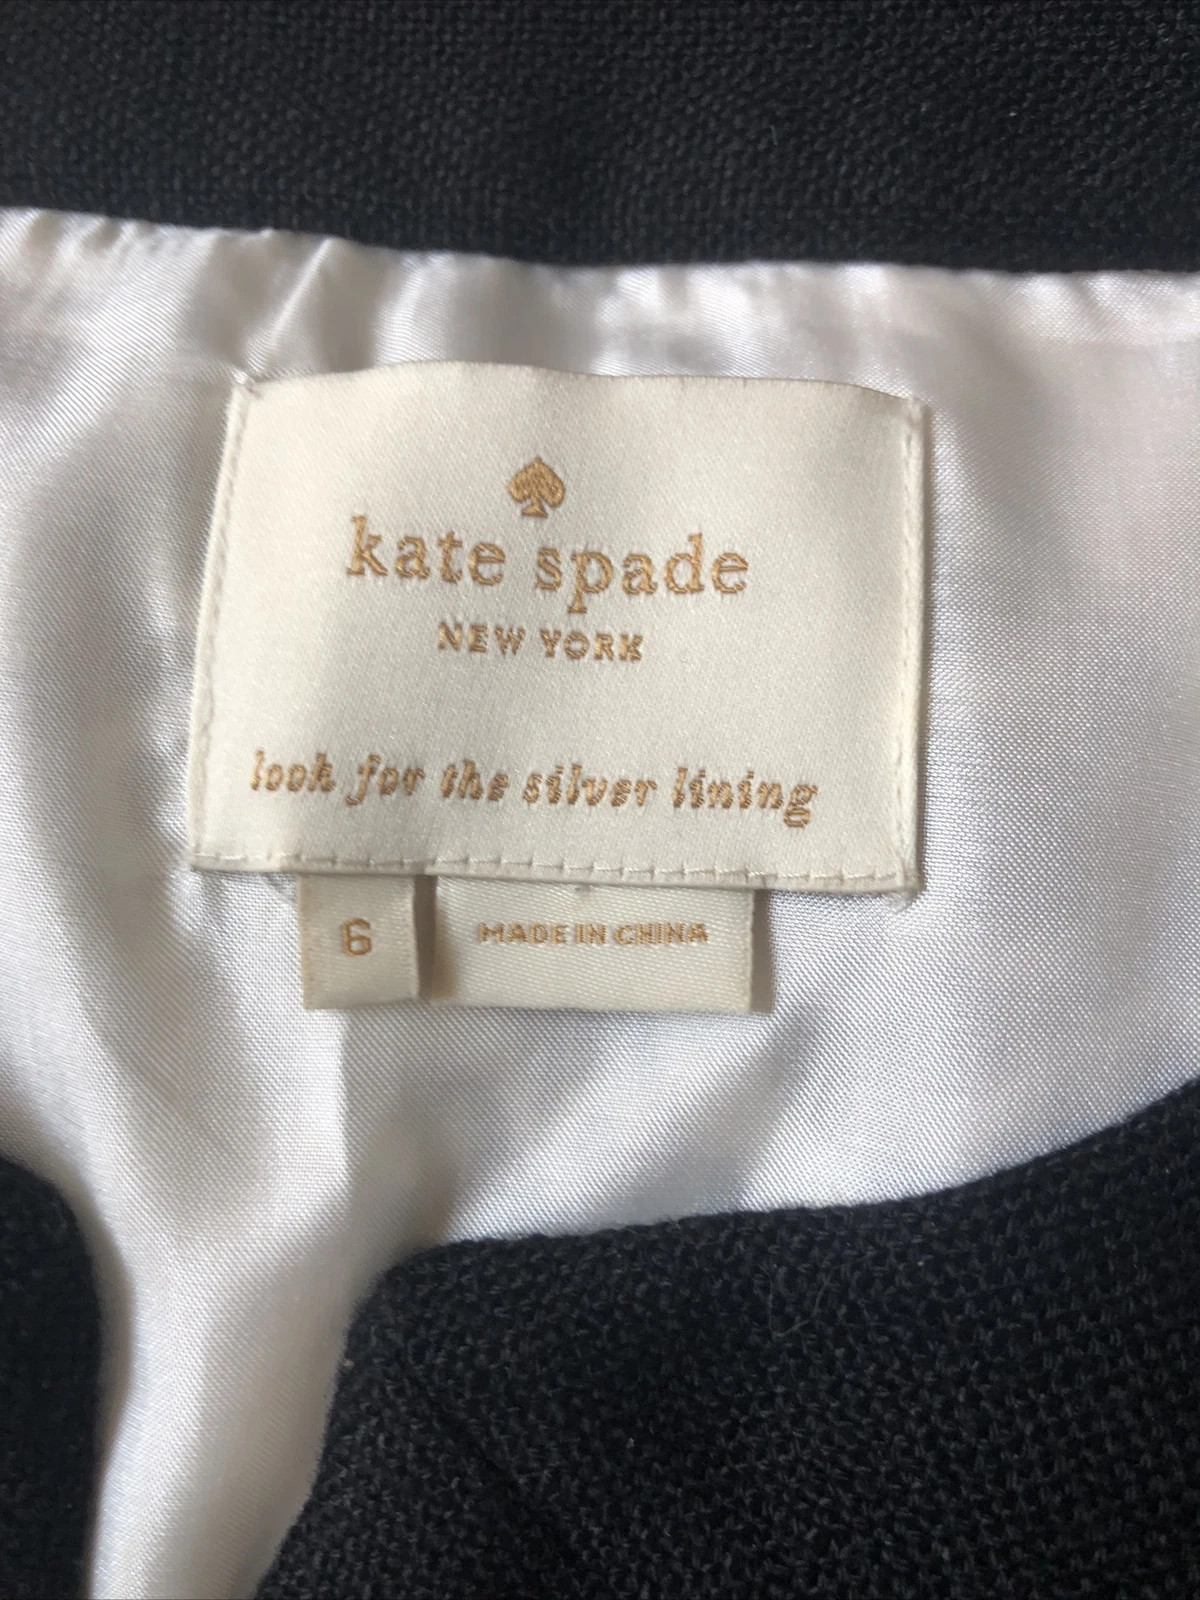 kate spade
NEW YORK
look for the silver lining
6
MADE IN CHINA